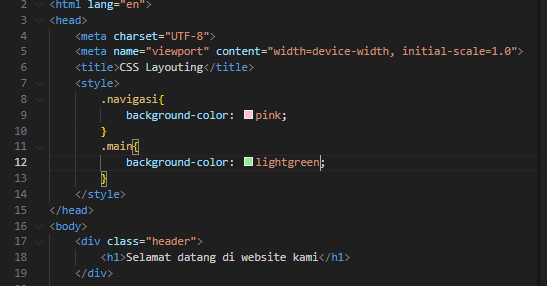 2 <html lang="en">
3 <head>
4 <meta charset="UTF-8">
5 <meta name="viewport" content="width=device-width, initial-scale=1.0">
6 <title>CSS Layouting</title>
7 <style>
8 .navigasi{
9 background-color: pink;
10 }
11 .main{
12 background-color: lightgreen;
13 }
14 </style>
15 </head>
16 <body>
17 <div class="header">
18 <h1>Selamat datang di website kami</h1>
19 </div>